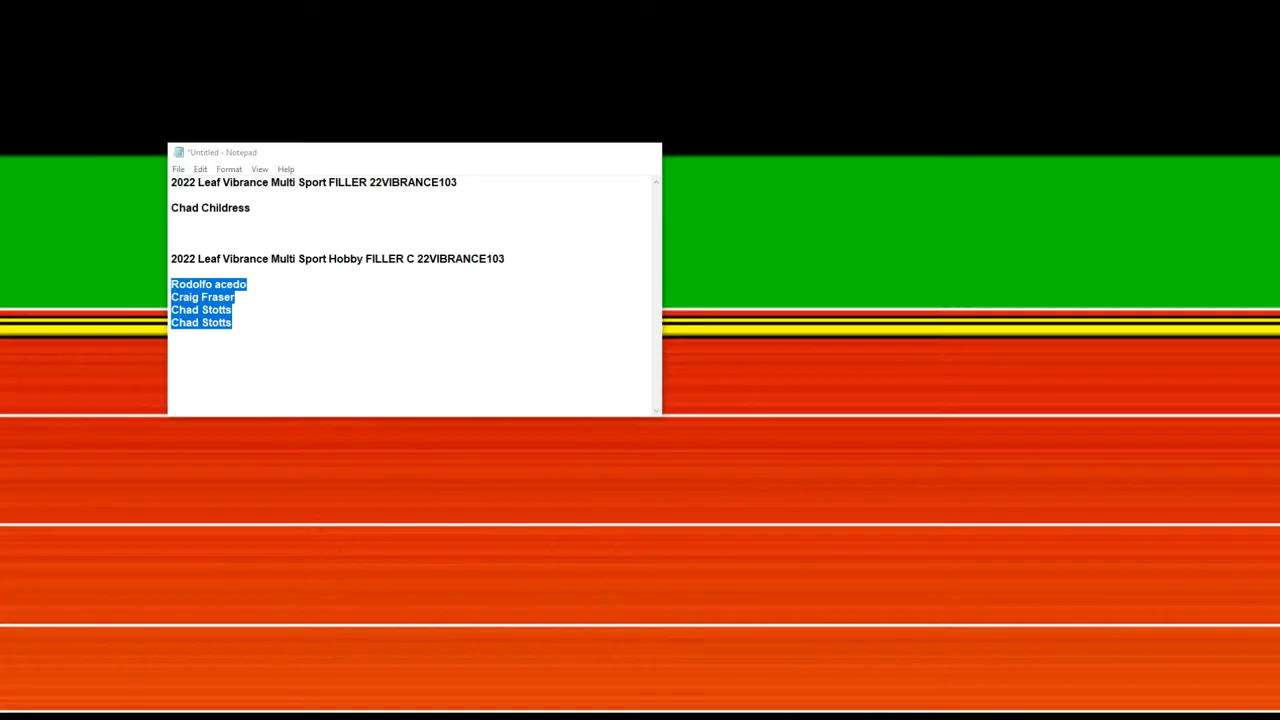 *Untitled - Notepad
File Edit Format View Help
2022 Leaf Vibrance Multi Sport FILLER 22VIBRANCE103
Chad Childress
2022 Leaf Vibrance Multi Sport Hobby FILLER C 22VIBRANCE103
Rodolfo acedo
Craig Fraser
Chad Stotts
Chad Stotts